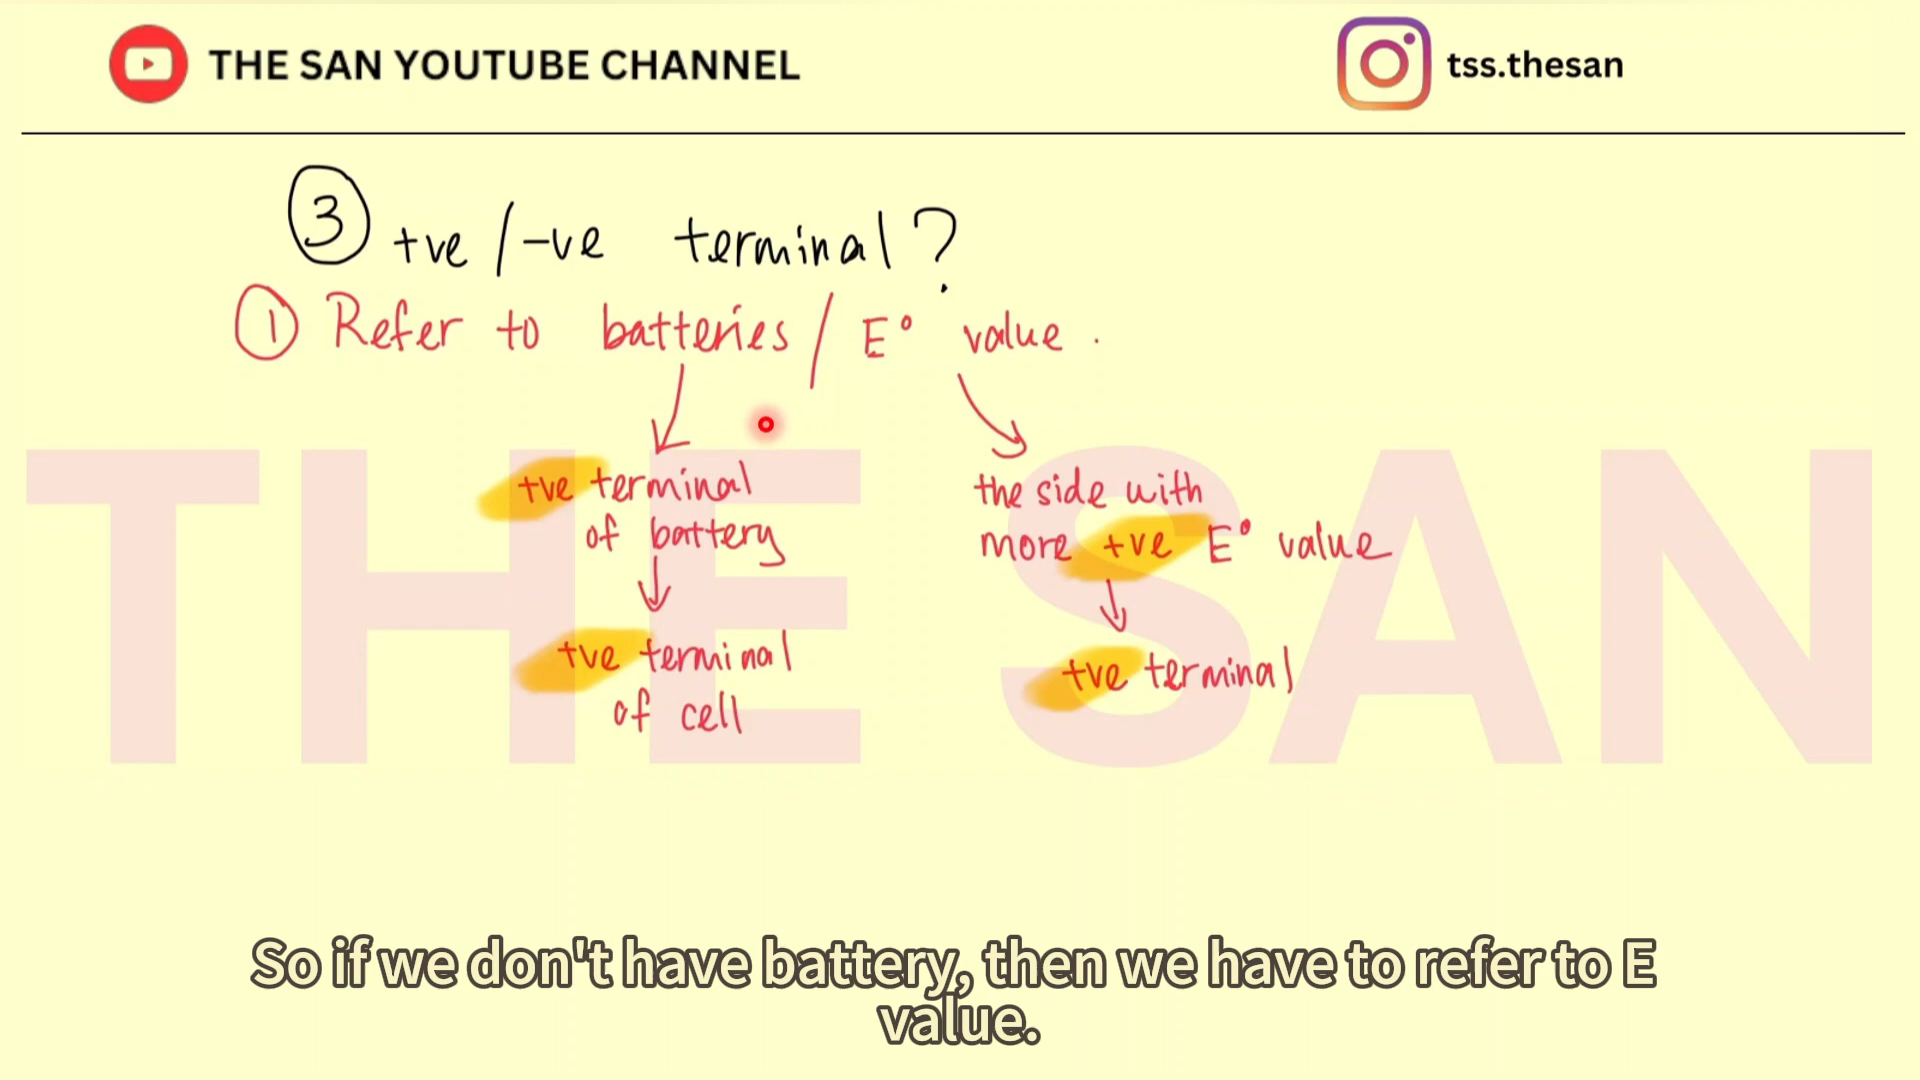 THE SAN YOUTUBE CHANNEL
tss.thesan
③ +ve / -ve terminal?
① Refer to batteries / E° value.
+ve terminal
of battery
+ve terminal
of cell
the side with
more +ve E° value
+ve terminal
THE SAN
So if we don't have battery, then we have to refer to E
value.